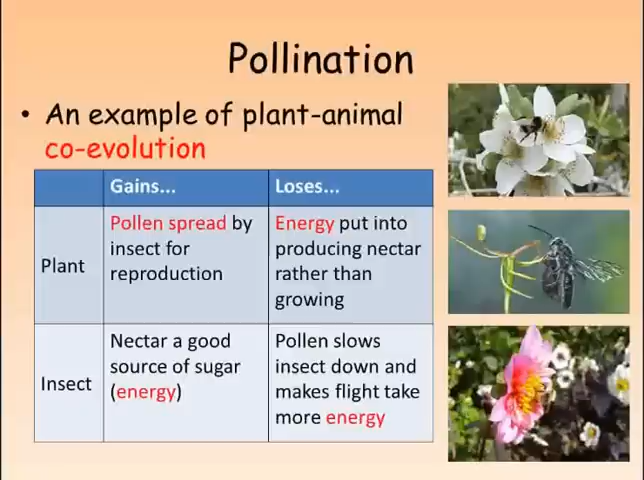 Pollination
• An example of plant-animal
co-evolution
Gains...
Loses...
Plant
Pollen spread by
insect for
reproduction
Energy put into
producing nectar
rather than
growing
Insect
Nectar a good
source of sugar
(energy)
Pollen slows
insect down and
makes flight take
more energy